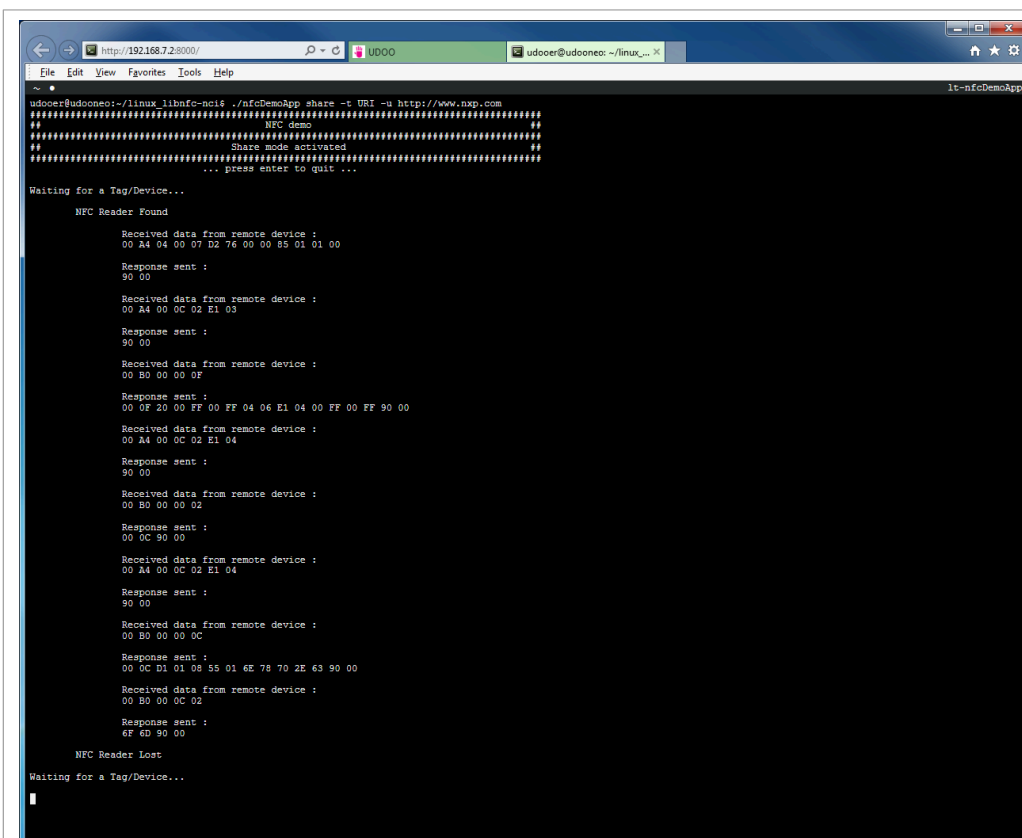 http://192.168.7.2:8000/
UDOO
udooer@udooneo: ~/linux_...
File Edit View Favorites Tools Help
~
lt-nfcDemoApp
udooer@udooneo:~/linux_libnfc-nci$ ./nfcDemoApp share -t URI -u http://www.nxp.com
#########################################################################################
## NFC demo ##
#########################################################################################
## Share mode activated ##
#########################################################################################
... press enter to quit ...
Waiting for a Tag/Device...
NFC Reader Found
Received data from remote device :
00 A4 04 00 07 D2 76 00 00 85 01 01 00
Response sent :
90 00
Received data from remote device :
00 A4 00 0C 02 E1 03
Response sent :
90 00
Received data from remote device :
00 B0 00 00 0F
Response sent :
00 0F 20 00 FF 00 FF 04 06 E1 04 00 FF 00 FF 90 00
Received data from remote device :
00 A4 00 0C 02 E1 04
Response sent :
90 00
Received data from remote device :
00 B0 00 00 02
Response sent :
00 0C 90 00
Received data from remote device :
00 A4 00 0C 02 E1 04
Response sent :
90 00
Received data from remote device :
00 B0 00 00 0C
Response sent :
00 0C D1 01 08 55 01 6E 78 70 2E 63 90 00
Received data from remote device :
00 B0 00 0C 02
Response sent :
6F 6D 90 00
NFC Reader Lost
Waiting for a Tag/Device...